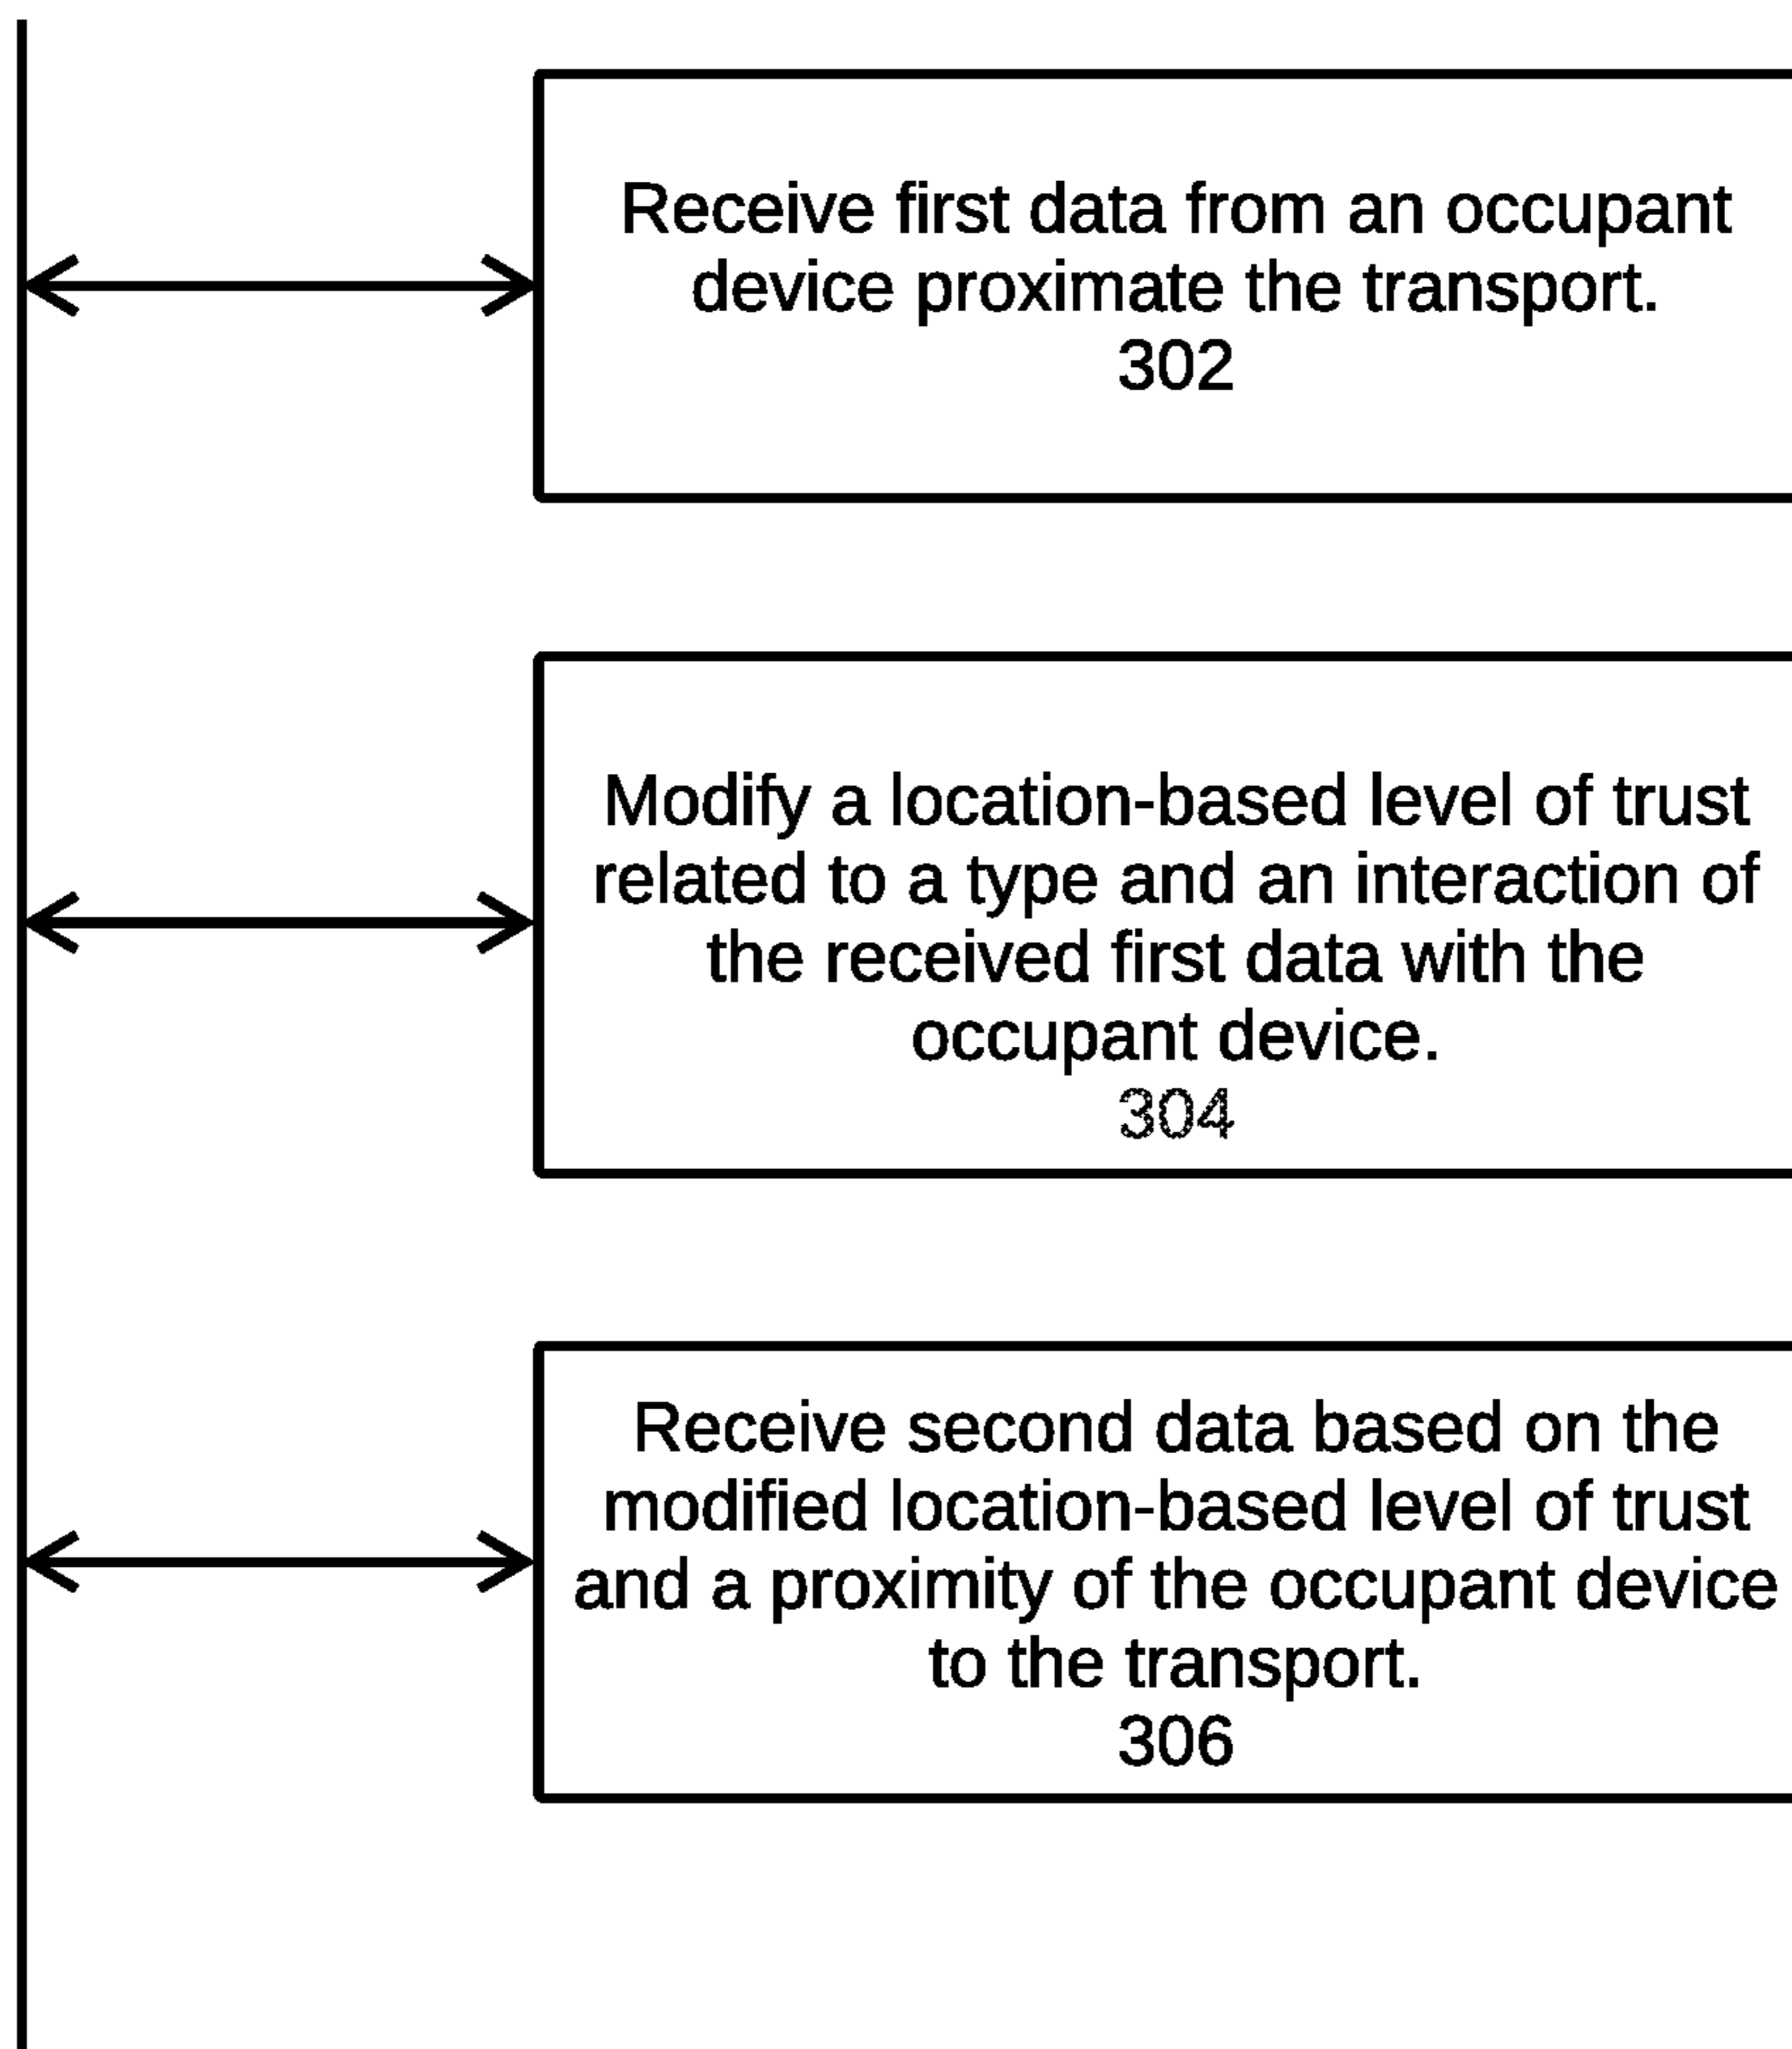 Receive first data from an occupant
device proximate the transport.
302
Modify a location-based level of trust
related to a type and an interaction of
the received first data with the
occupant device.
304
Receive second data based on the
modified location-based level of trust
and a proximity of the occupant device
to the transport.
306